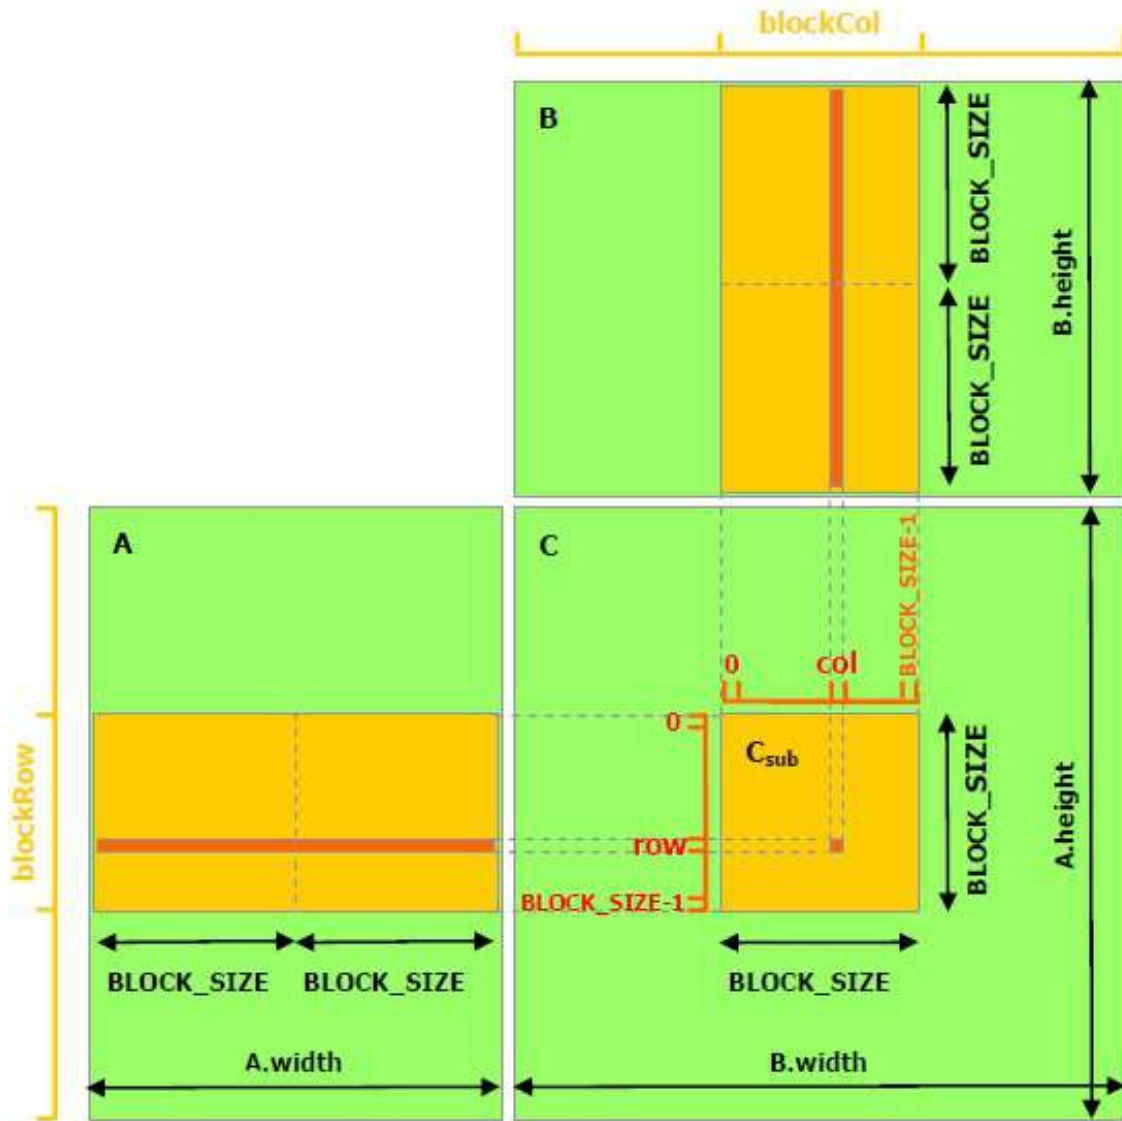 blockCol
B
BLOCK_SIZE
BLOCK_SIZE
B.height
A
C
BLOCK_SIZE-1
0
col
0
blockRow
C_sub
BLOCK_SIZE
A.height
row
BLOCK_SIZE-1
BLOCK_SIZE
BLOCK_SIZE
BLOCK_SIZE
A.width
B.width